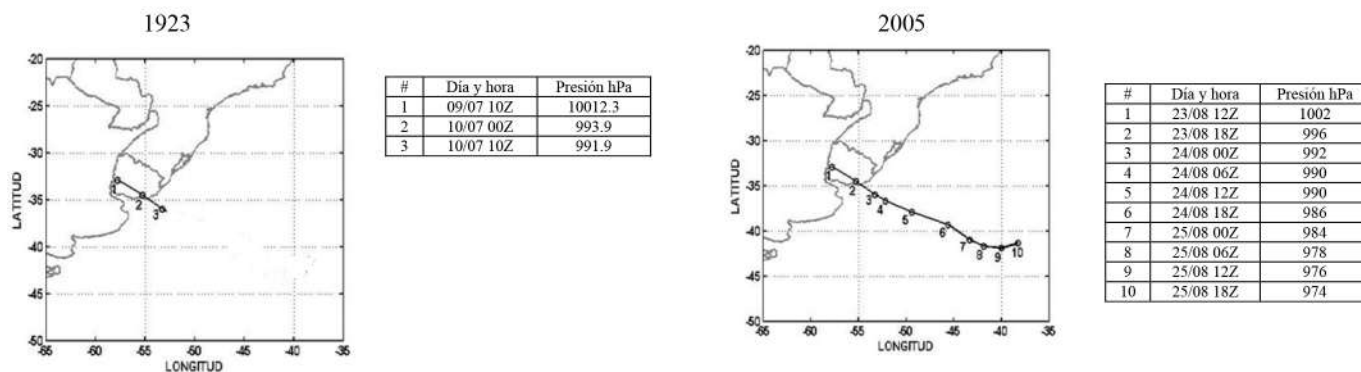 1923
-20
-25
-30
-35
-40
-45
-50
LATITUD
1
2
3
-65 -60 -55 -50 -45 -40 -35
LONGITUD
# Día y hora Presión hPa
1 09/07 10Z 10012.3
2 10/07 00Z 993.9
3 10/07 10Z 991.9
2005
-20
-25
-30
-35
-40
-45
-50
LATITUD
1
2
3
4
5
6
7
8
9
10
-65 -60 -55 -50 -45 -40 -35
LONGITUD
# Día y hora Presión hPa
1 23/08 12Z 1002
2 23/08 18Z 996
3 24/08 00Z 992
4 24/08 06Z 990
5 24/08 12Z 990
6 24/08 18Z 986
7 25/08 00Z 984
8 25/08 06Z 978
9 25/08 12Z 976
10 25/08 18Z 974